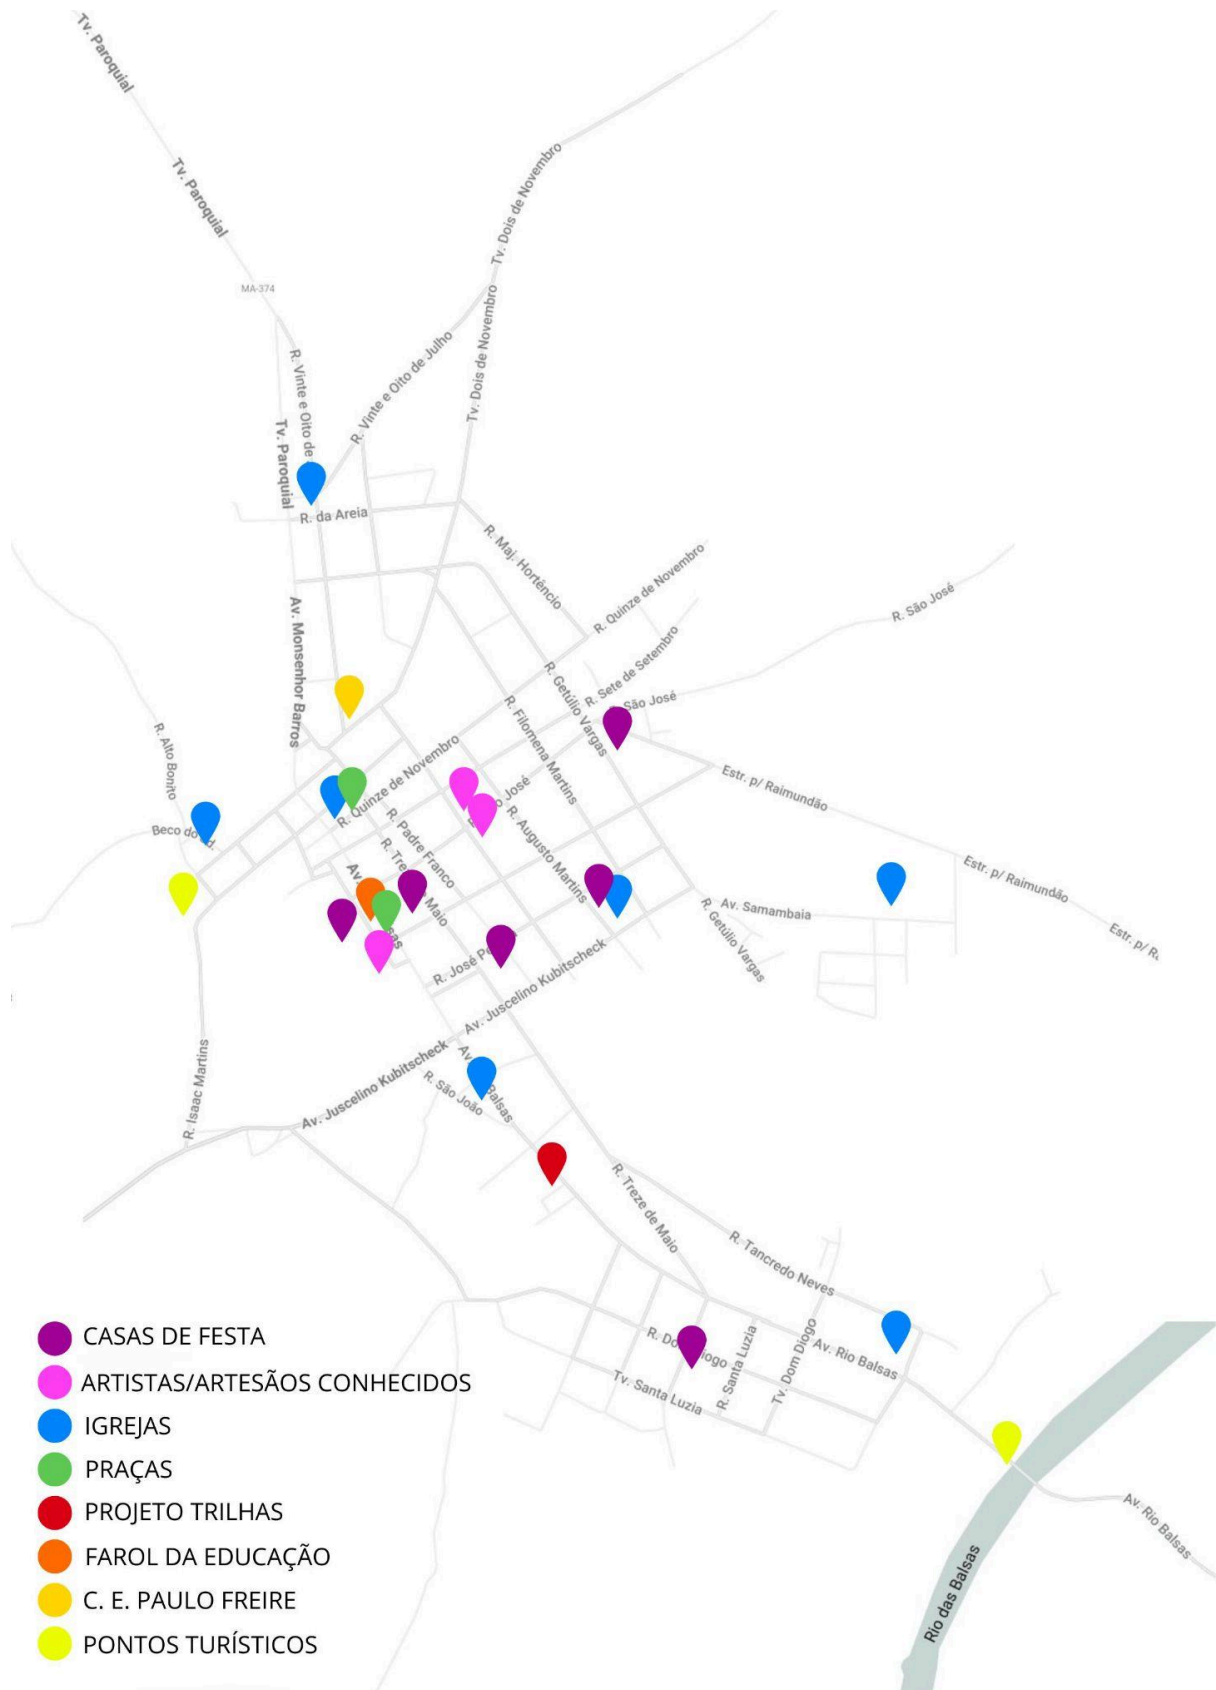 Tv. Paroquial
Tv. Paroquial
Tv. Dois de Novembro
MA-374
Tv. Dois de Novembro
R. Vinte e Oito de Julho
R. Vinte e Oito de
Tv. Paroquial
R. da Areia
R. Maj. Hortêncio
R. Quinze de Novembro
R. São José
Av. Monsenhor Barros
R. Sete de Setembro
R. Getúlio Vargas
São José
R. Filomena Martins
R. Alto Bonito
R. Quinze de Novembro
Estr. p/ Raimundão
José
R. Padre Franco
R. Augusto Martins
Beco do
R. Tre
Maio
Av.
sas
Estr. p/ Raimundão
Av. Samambaia
R. Getúlio Vargas
Estr. p/ R
R. José Pe
Av. Juscelino Kubitscheck
Av. Juscelino Kubitscheck
Av.
Balsas
R. São João
R. Isaac Martins
R. Treze de Maio
R. Tancredo Neves
R. Do
iogo
R. Santa Luzia
Tv. Dom Diogo
Av. Rio Balsas
Tv. Santa Luzia
Av. Rio Balsas
Rio das Balsas
CASAS DE FESTA
ARTISTAS/ARTESÃOS CONHECIDOS
IGREJAS
PRAÇAS
PROJETO TRILHAS
FAROL DA EDUCAÇÃO
C. E. PAULO FREIRE
PONTOS TURÍSTICOS